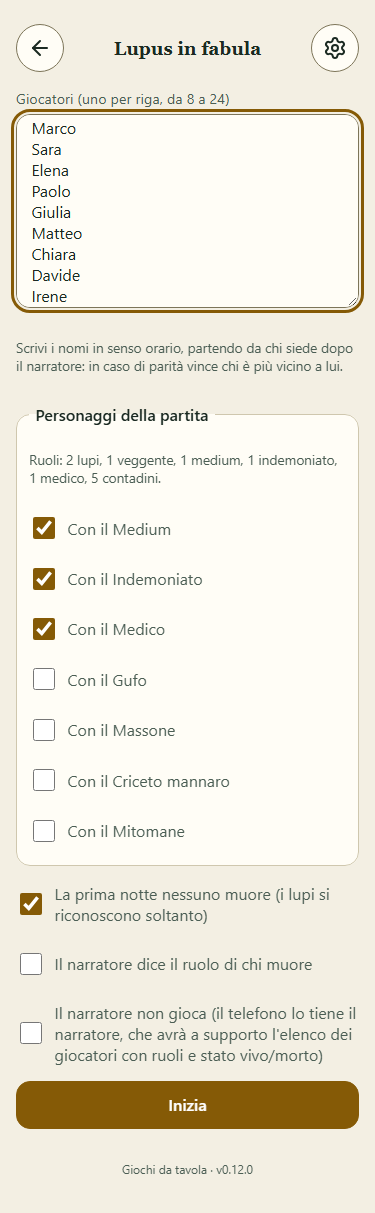 Lupus in fabula
Giocatori (uno per riga, da 8 a 24)
Marco
Sara
Elena
Paolo
Giulia
Matteo
Chiara
Davide
Irene
Scrivi i nomi in senso orario, partendo da chi siede dopo
il narratore: in caso di parità vince chi è più vicino a lui.
Personaggi della partita
Ruoli: 2 lupi, 1 veggente, 1 medium, 1 indemoniato,
1 medico, 5 contadini.
Con il Medium
Con il Indemoniato
Con il Medico
Con il Gufo
Con il Massone
Con il Criceto mannaro
Con il Mitomane
La prima notte nessuno muore (i lupi si
riconoscono soltanto)
Il narratore dice il ruolo di chi muore
Il narratore non gioca (il telefono lo tiene il
narratore, che avrà a supporto l'elenco dei
giocatori con ruoli e stato vivo/morto)
Inizia
Giochi da tavola · v0.12.0